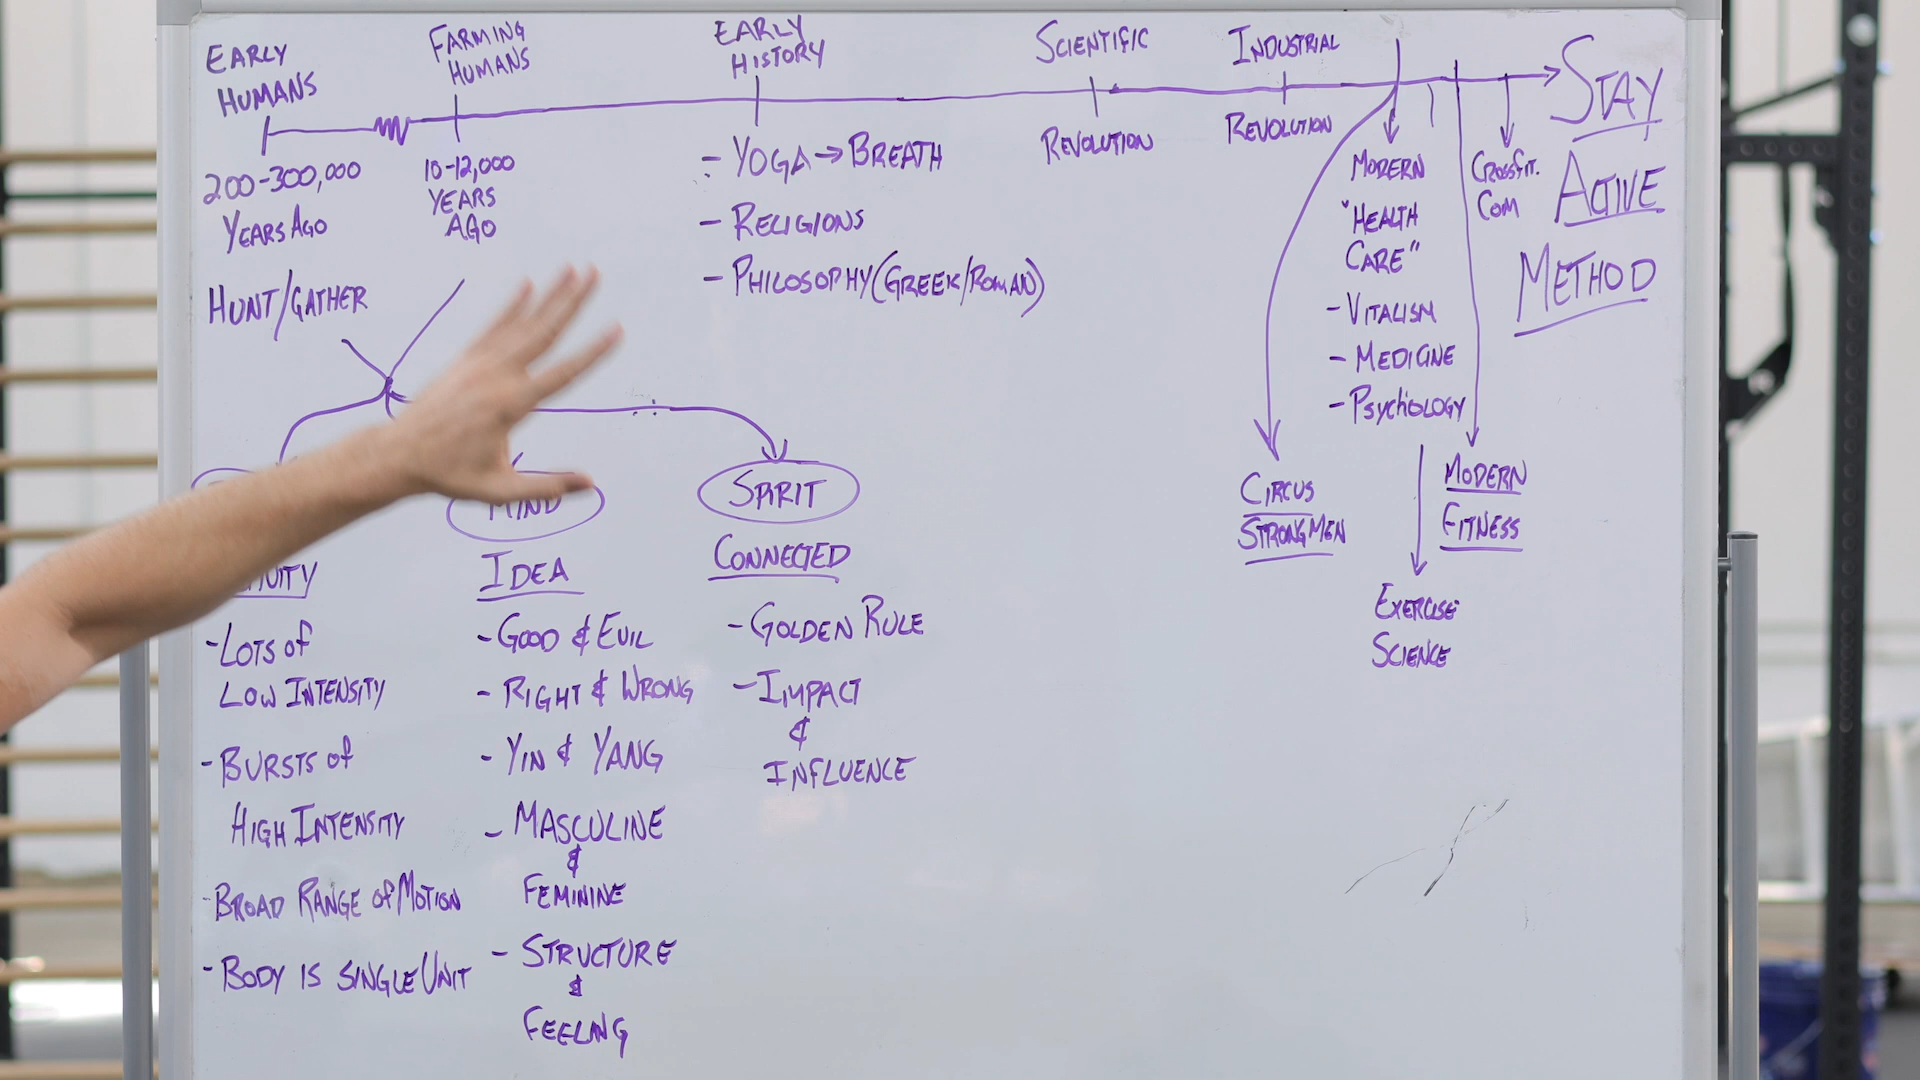 EARLY
HUMANS
200-300,000
YEARS AGO
HUNT/GATHER
FARMING
HUMANS
10-12,000
YEARS
AGO
EARLY
HISTORY
- YOGA → BREATH
- RELIGIONS
- PHILOSOPHY (GREEK/ROMAN)
SCIENTIFIC
REVOLUTION
INDUSTRIAL
REVOLUTION
MODERN
"HEALTH
CARE"
- VITALISM
- MEDICINE
- PSYCHOLOGY
CROSSFIT.
COM
STAY
ACTIVE
METHOD
CIRCUS
STRONGMEN
MODERN
FITNESS
EXERCISE
SCIENCE
- LOTS OF
LOW INTENSITY
- BURSTS OF
HIGH INTENSITY
- BROAD RANGE OF MOTION
- BODY IS SINGLE UNIT
MIND
IDEA
- GOOD & EVIL
- RIGHT & WRONG
- YIN & YANG
- MASCULINE
&
FEMININE
- STRUCTURE
&
FEELING
SPIRIT
CONNECTED
- GOLDEN RULE
- IMPACT
&
INFLUENCE